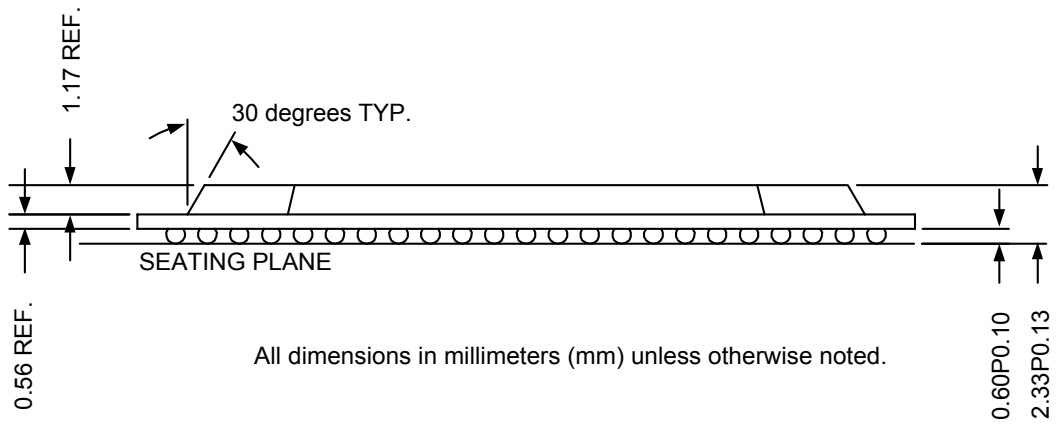 1.17 REF.
30 degrees TYP.
SEATING PLANE
0.56 REF.
All dimensions in millimeters (mm) unless otherwise noted.
0.60P0.10
2.33P0.13